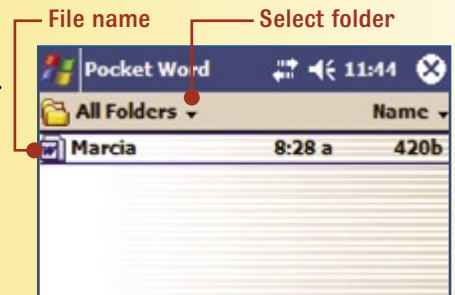 File name Select folder
Pocket Word 11:44
All Folders Name
Marcia 8:28 a 420b